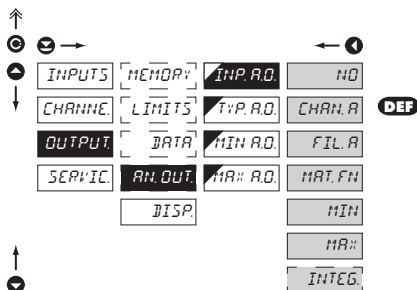 INPUTS MEMORY INP. A.O. NO
CHANNE. LIMITS TYP. A.O. CHAN. A DEF
OUTPUT. DATA MIN A.O. FIL. A
SERVIC. AN. OUT. MAX A.O. MAT. FN
DISP. MIN
MAX
INTEG.